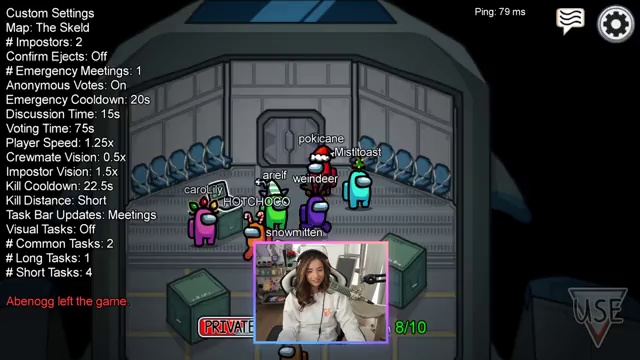 Custom Settings
Map: The Skeld
# Impostors: 2
Confirm Ejects: Off
# Emergency Meetings: 1
Anonymous Votes: On
Emergency Cooldown: 20s
Discussion Time: 15s
Voting Time: 75s
Player Speed: 1.25x
Crewmate Vision: 0.5x
Impostor Vision: 1.5x
Kill Cooldown: 22.5s
Kill Distance: Short
Task Bar Updates: Meetings
Visual Tasks: Off
# Common Tasks: 2
# Long Tasks: 1
# Short Tasks: 4
Abenogg left the game.
Ping: 79 ms
pokicane
Mistitoast
arielf
weindeer
caroLily
HOTCHOCO
snowmitten
PRIVATE
8/10
USE